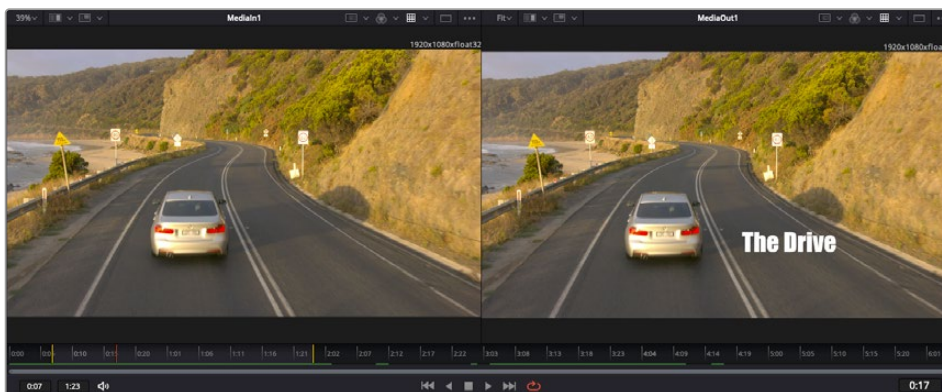 39%
MediaIn1
Fit
MediaOut1
1920x1080xfloat32
1920x1080xfloat
The Drive
0:00 0:10 0:20 1:01 1:06 1:11 1:16 1:21 2:02 2:07 2:12 2:17 2:22 3:03 3:08 3:13 3:18 3:23 4:04 4:09 4:14 4:19 5:00 5:05 5:10 5:15 5:20 6:01
0:07 1:23 0:17